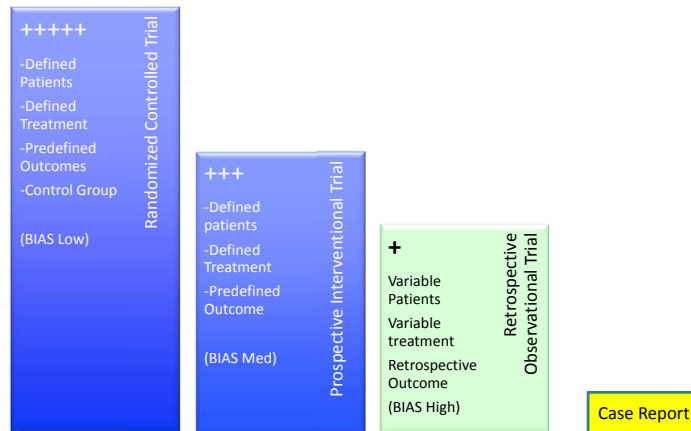 +++++
-Defined
Patients
-Defined
Treatment
-Predefined
Outcomes
-Control Group
(BIAS Low)
Randomized Controlled Trial
+++
-Defined
patients
-Defined
Treatment
-Predefined
Outcome
(BIAS Med)
Prospective Interventional Trial
+
Variable
Patients
Variable
treatment
Retrospective
Outcome
(BIAS High)
Retrospective
Observational Trial
Case Report